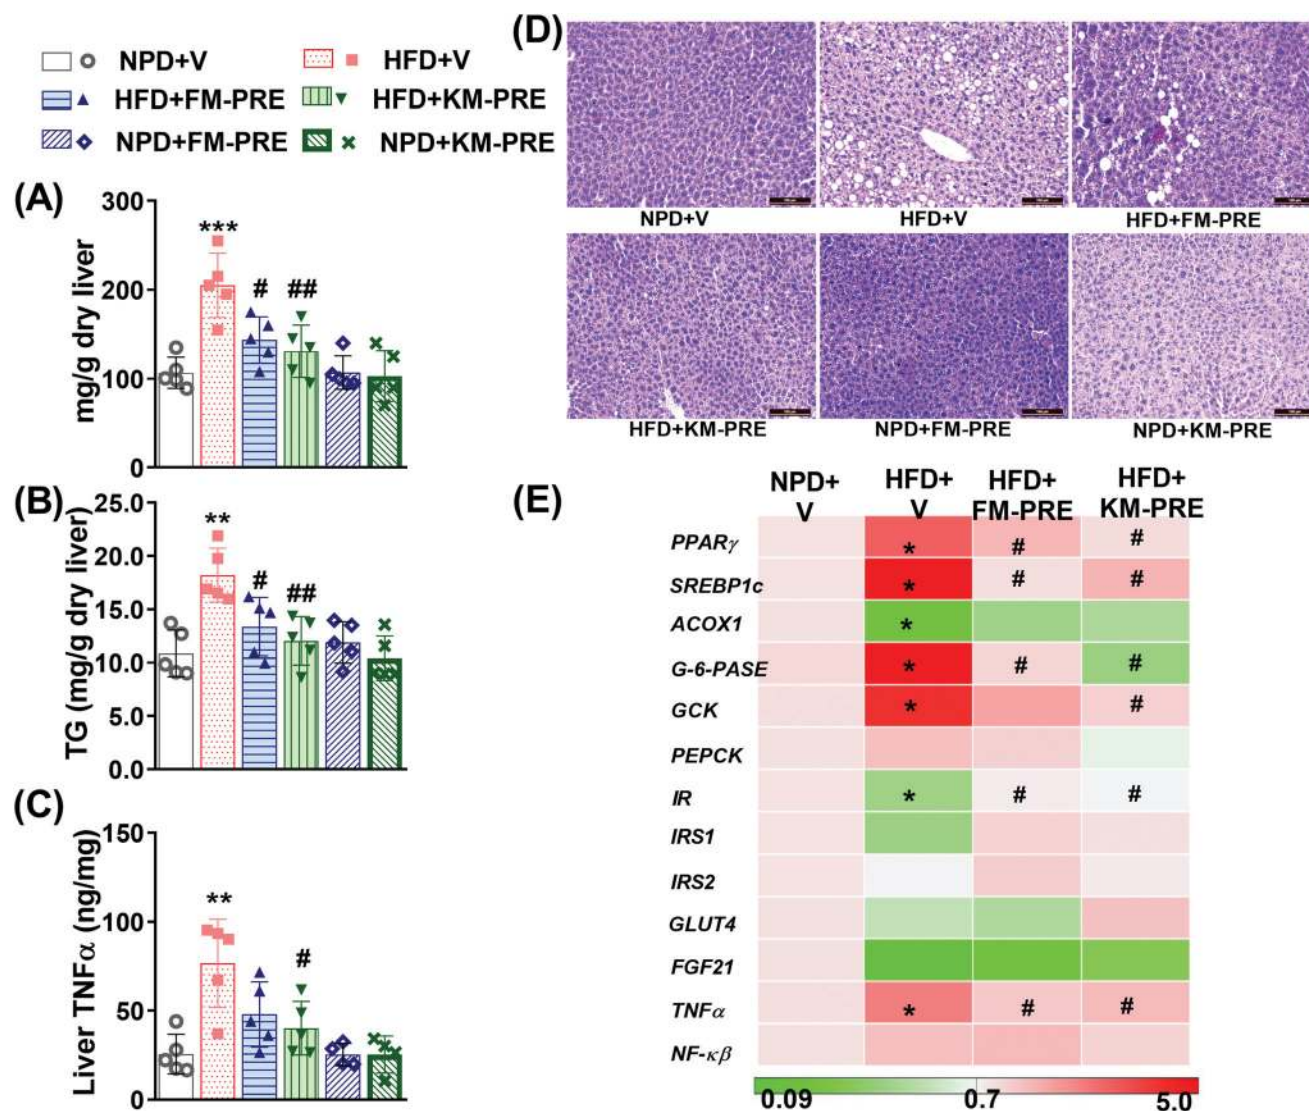 NPD+V HFD+V
HFD+FM-PRE HFD+KM-PRE
NPD+FM-PRE NPD+KM-PRE
(A)
300
200
100
0
mg/g dry liver
***
#
##
(B)
25.0
20.0
15.0
10.0
5.0
0.0
TG (mg/g dry liver)
**
#
##
(C)
150
100
50
0
Liver TNFα (ng/mg)
**
#
(D)
NPD+V
HFD+V
HFD+FM-PRE
HFD+KM-PRE
NPD+FM-PRE
NPD+KM-PRE
(E)
NPD+
V
HFD+
V
HFD+
FM-PRE
HFD+
KM-PRE
PPARγ * # #
SREBP1c * # #
ACOX1 *
G-6-PASE * # #
GCK * #
PEPCK
IR * # #
IRS1
IRS2
GLUT4
FGF21
TNFα * # #
NF-κβ
0.09 0.7 5.0